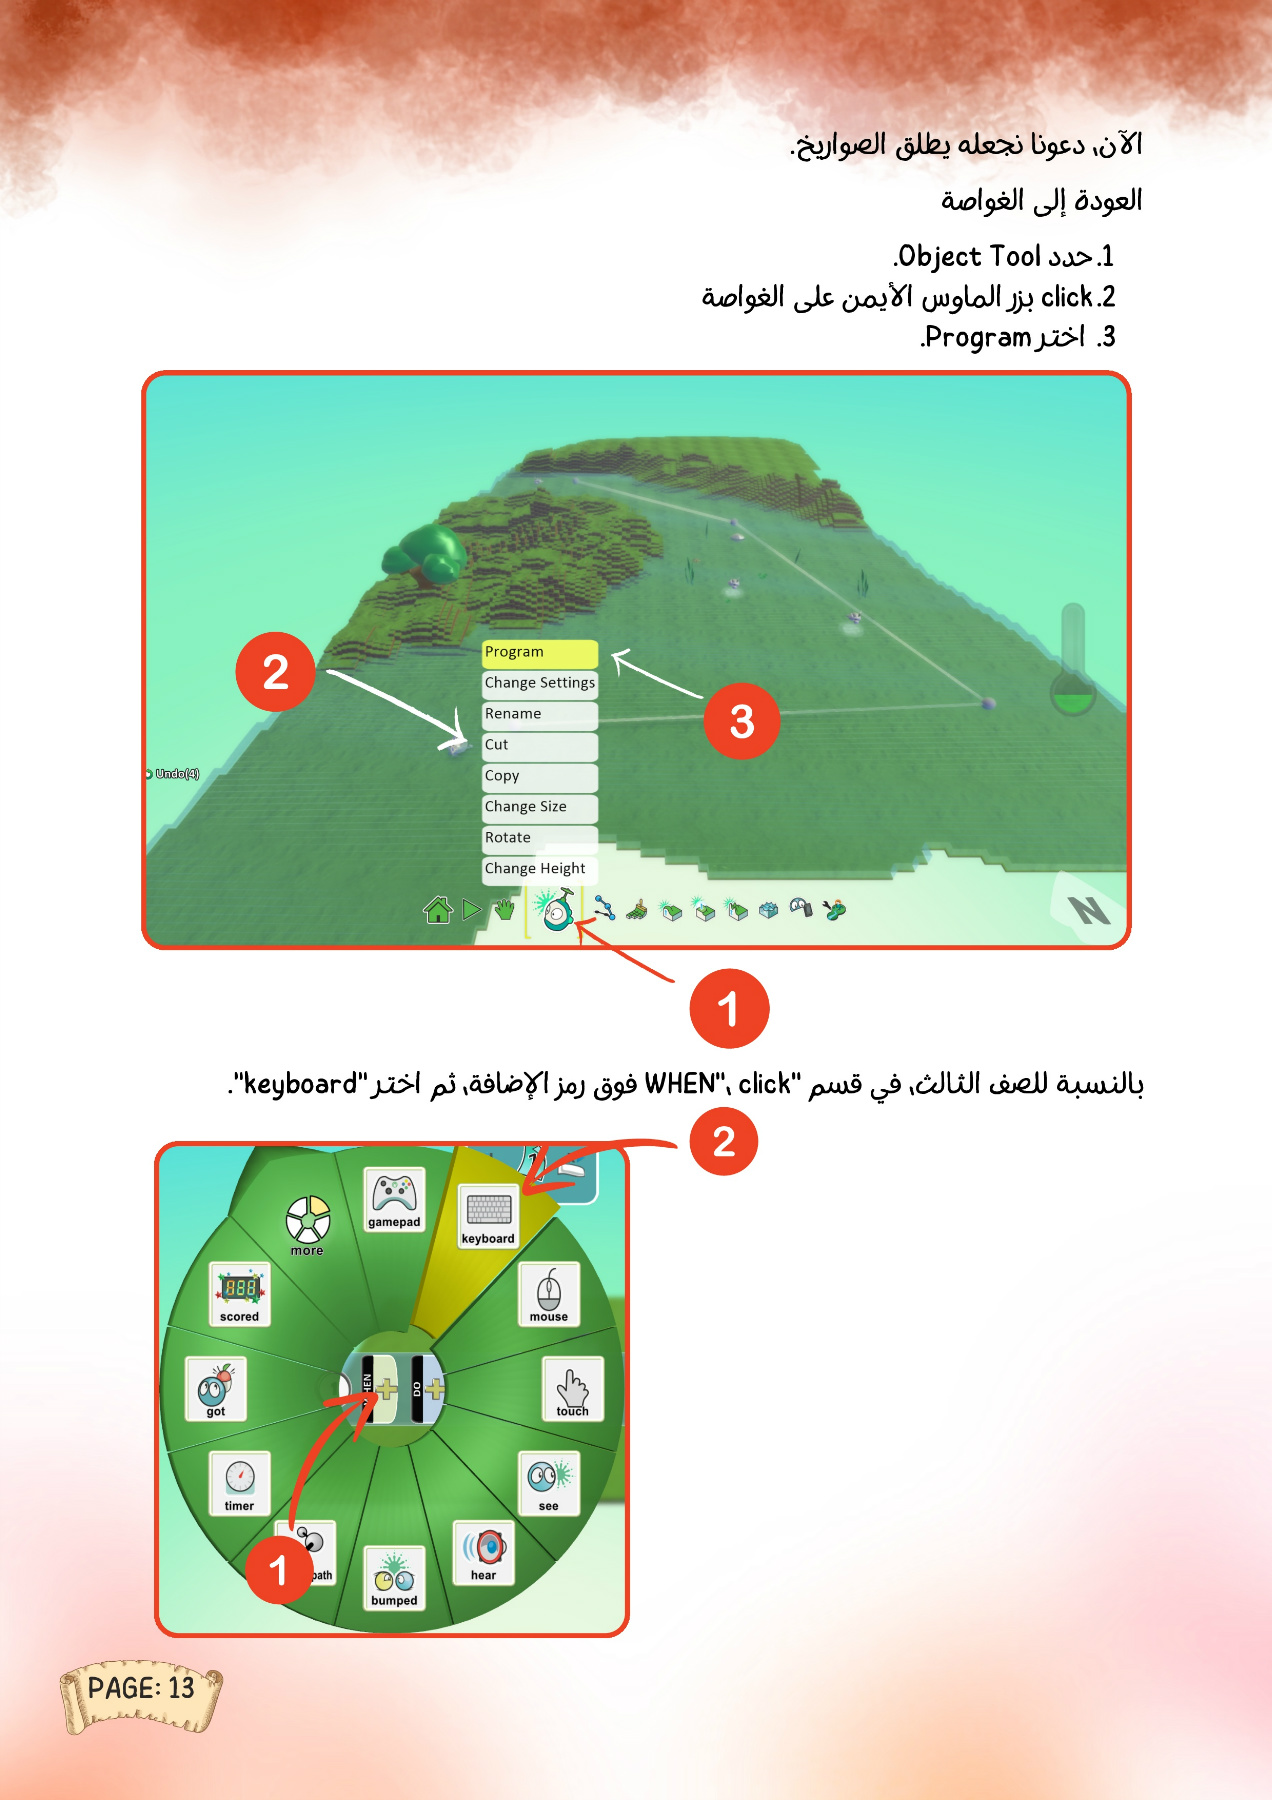 الآن، دعونا نجعله يطلق الصواريخ.
العودة إلى الغواصة
1. حدد Object Tool.
2. click بزر الماوس الأيمن على الغواصة
3. اختر Program.
Program
Change Settings
2
Rename
3
Cut
Undo(4)
Copy
Change Size
Rotate
Change Height
N
1
بالنسبة للصف الثالث، في قسم "WHEN"، click فوق رمز الإضافة، ثم اختر "keyboard".
2
gamepad
keyboard
more
scored
mouse
WHEN
DO
got
touch
timer
see
1
path
hear
bumped
PAGE: 13